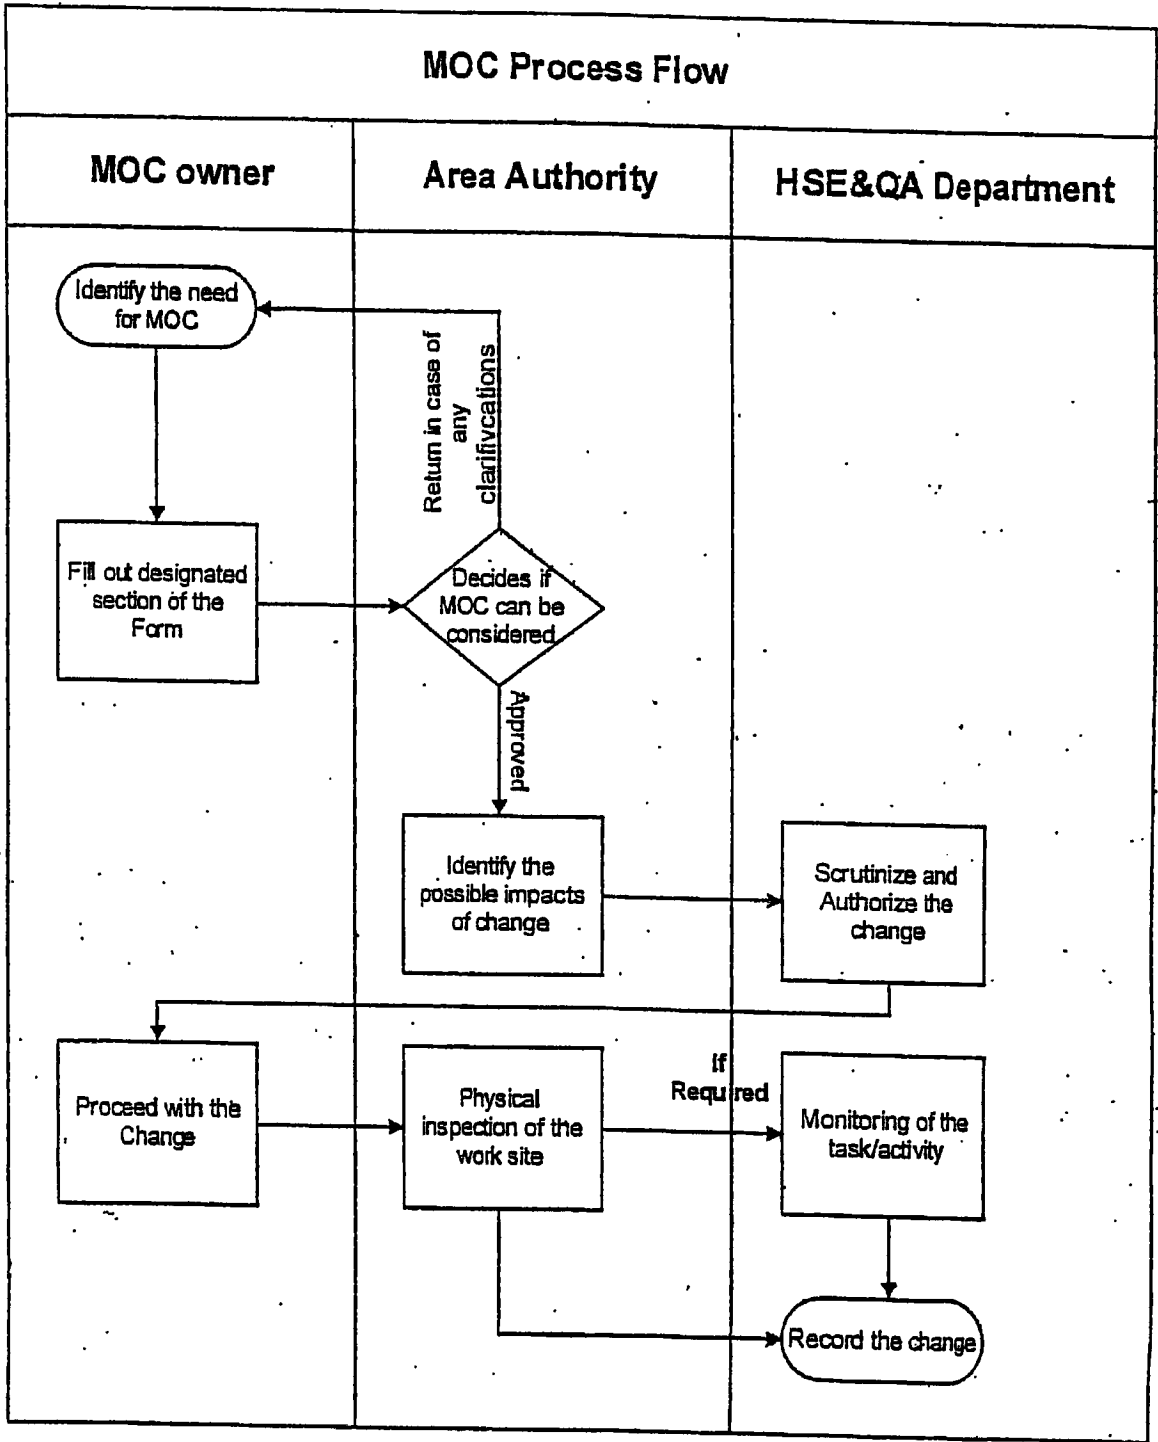 MOC Process Flow
MOC owner
Area Authority
HSE&QA Department
Identify the need
for MOC
Return in case of
any
clarifivcations
Fill out designated
section of the
Form
Decides if
MOC can be
considered
Approved
Identify the
possible impacts
of change
Scrutinize and
Authorize the
change
Proceed with the
Change
Physical
inspection of the
work site
If
Required
Monitoring of the
task/activity
Record the change